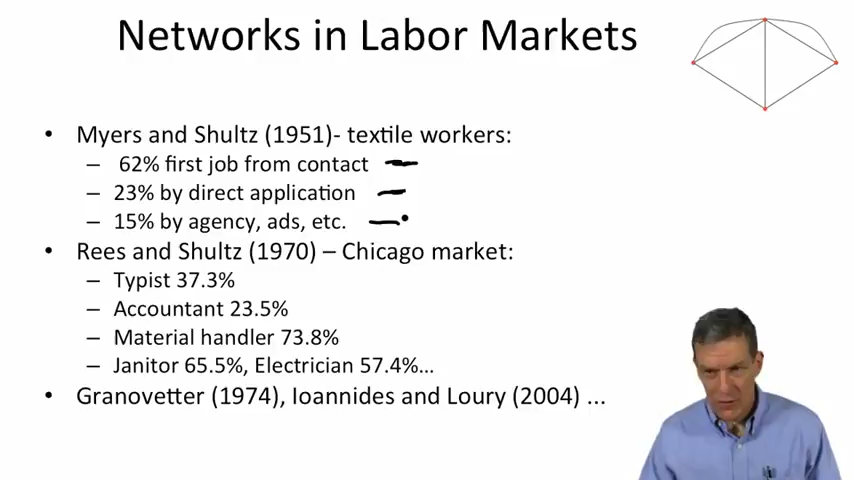 Networks in Labor Markets
• Myers and Shultz (1951)- textile workers:
– 62% first job from contact
– 23% by direct application
– 15% by agency, ads, etc.
• Rees and Shultz (1970) – Chicago market:
– Typist 37.3%
– Accountant 23.5%
– Material handler 73.8%
– Janitor 65.5%, Electrician 57.4%...
• Granovetter (1974), Ioannides and Loury (2004) ...